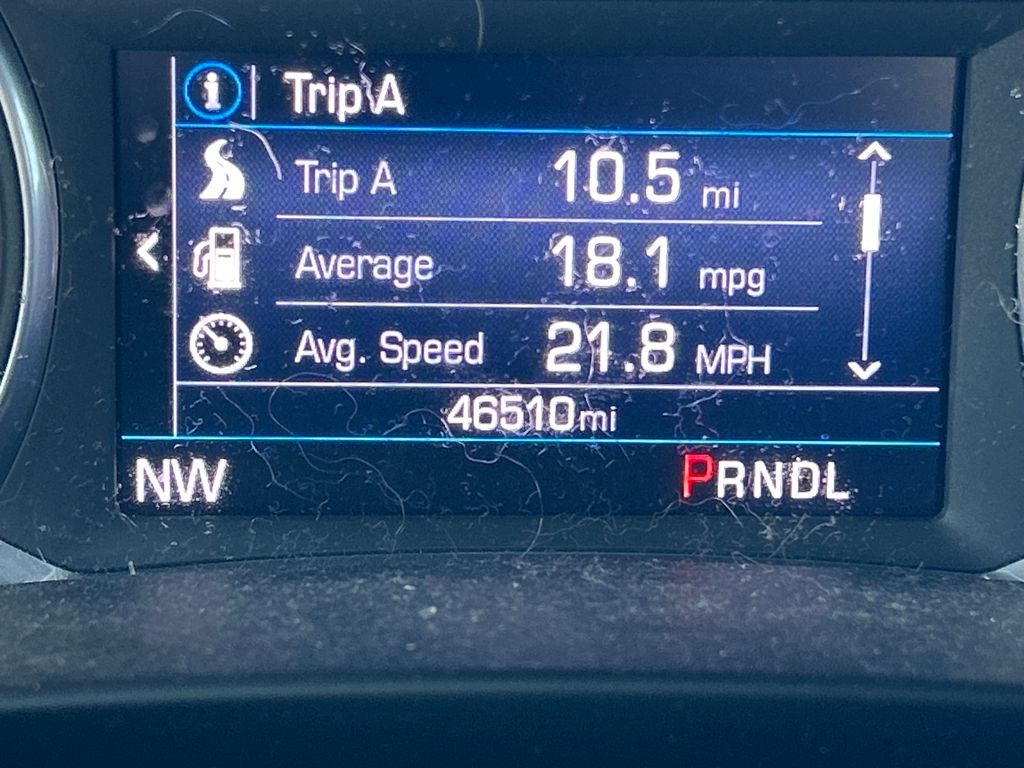 i Trip A
Trip A 10.5 mi
Average 18.1 mpg
Avg. Speed 21.8 MPH
46510mi
NW PRNDL